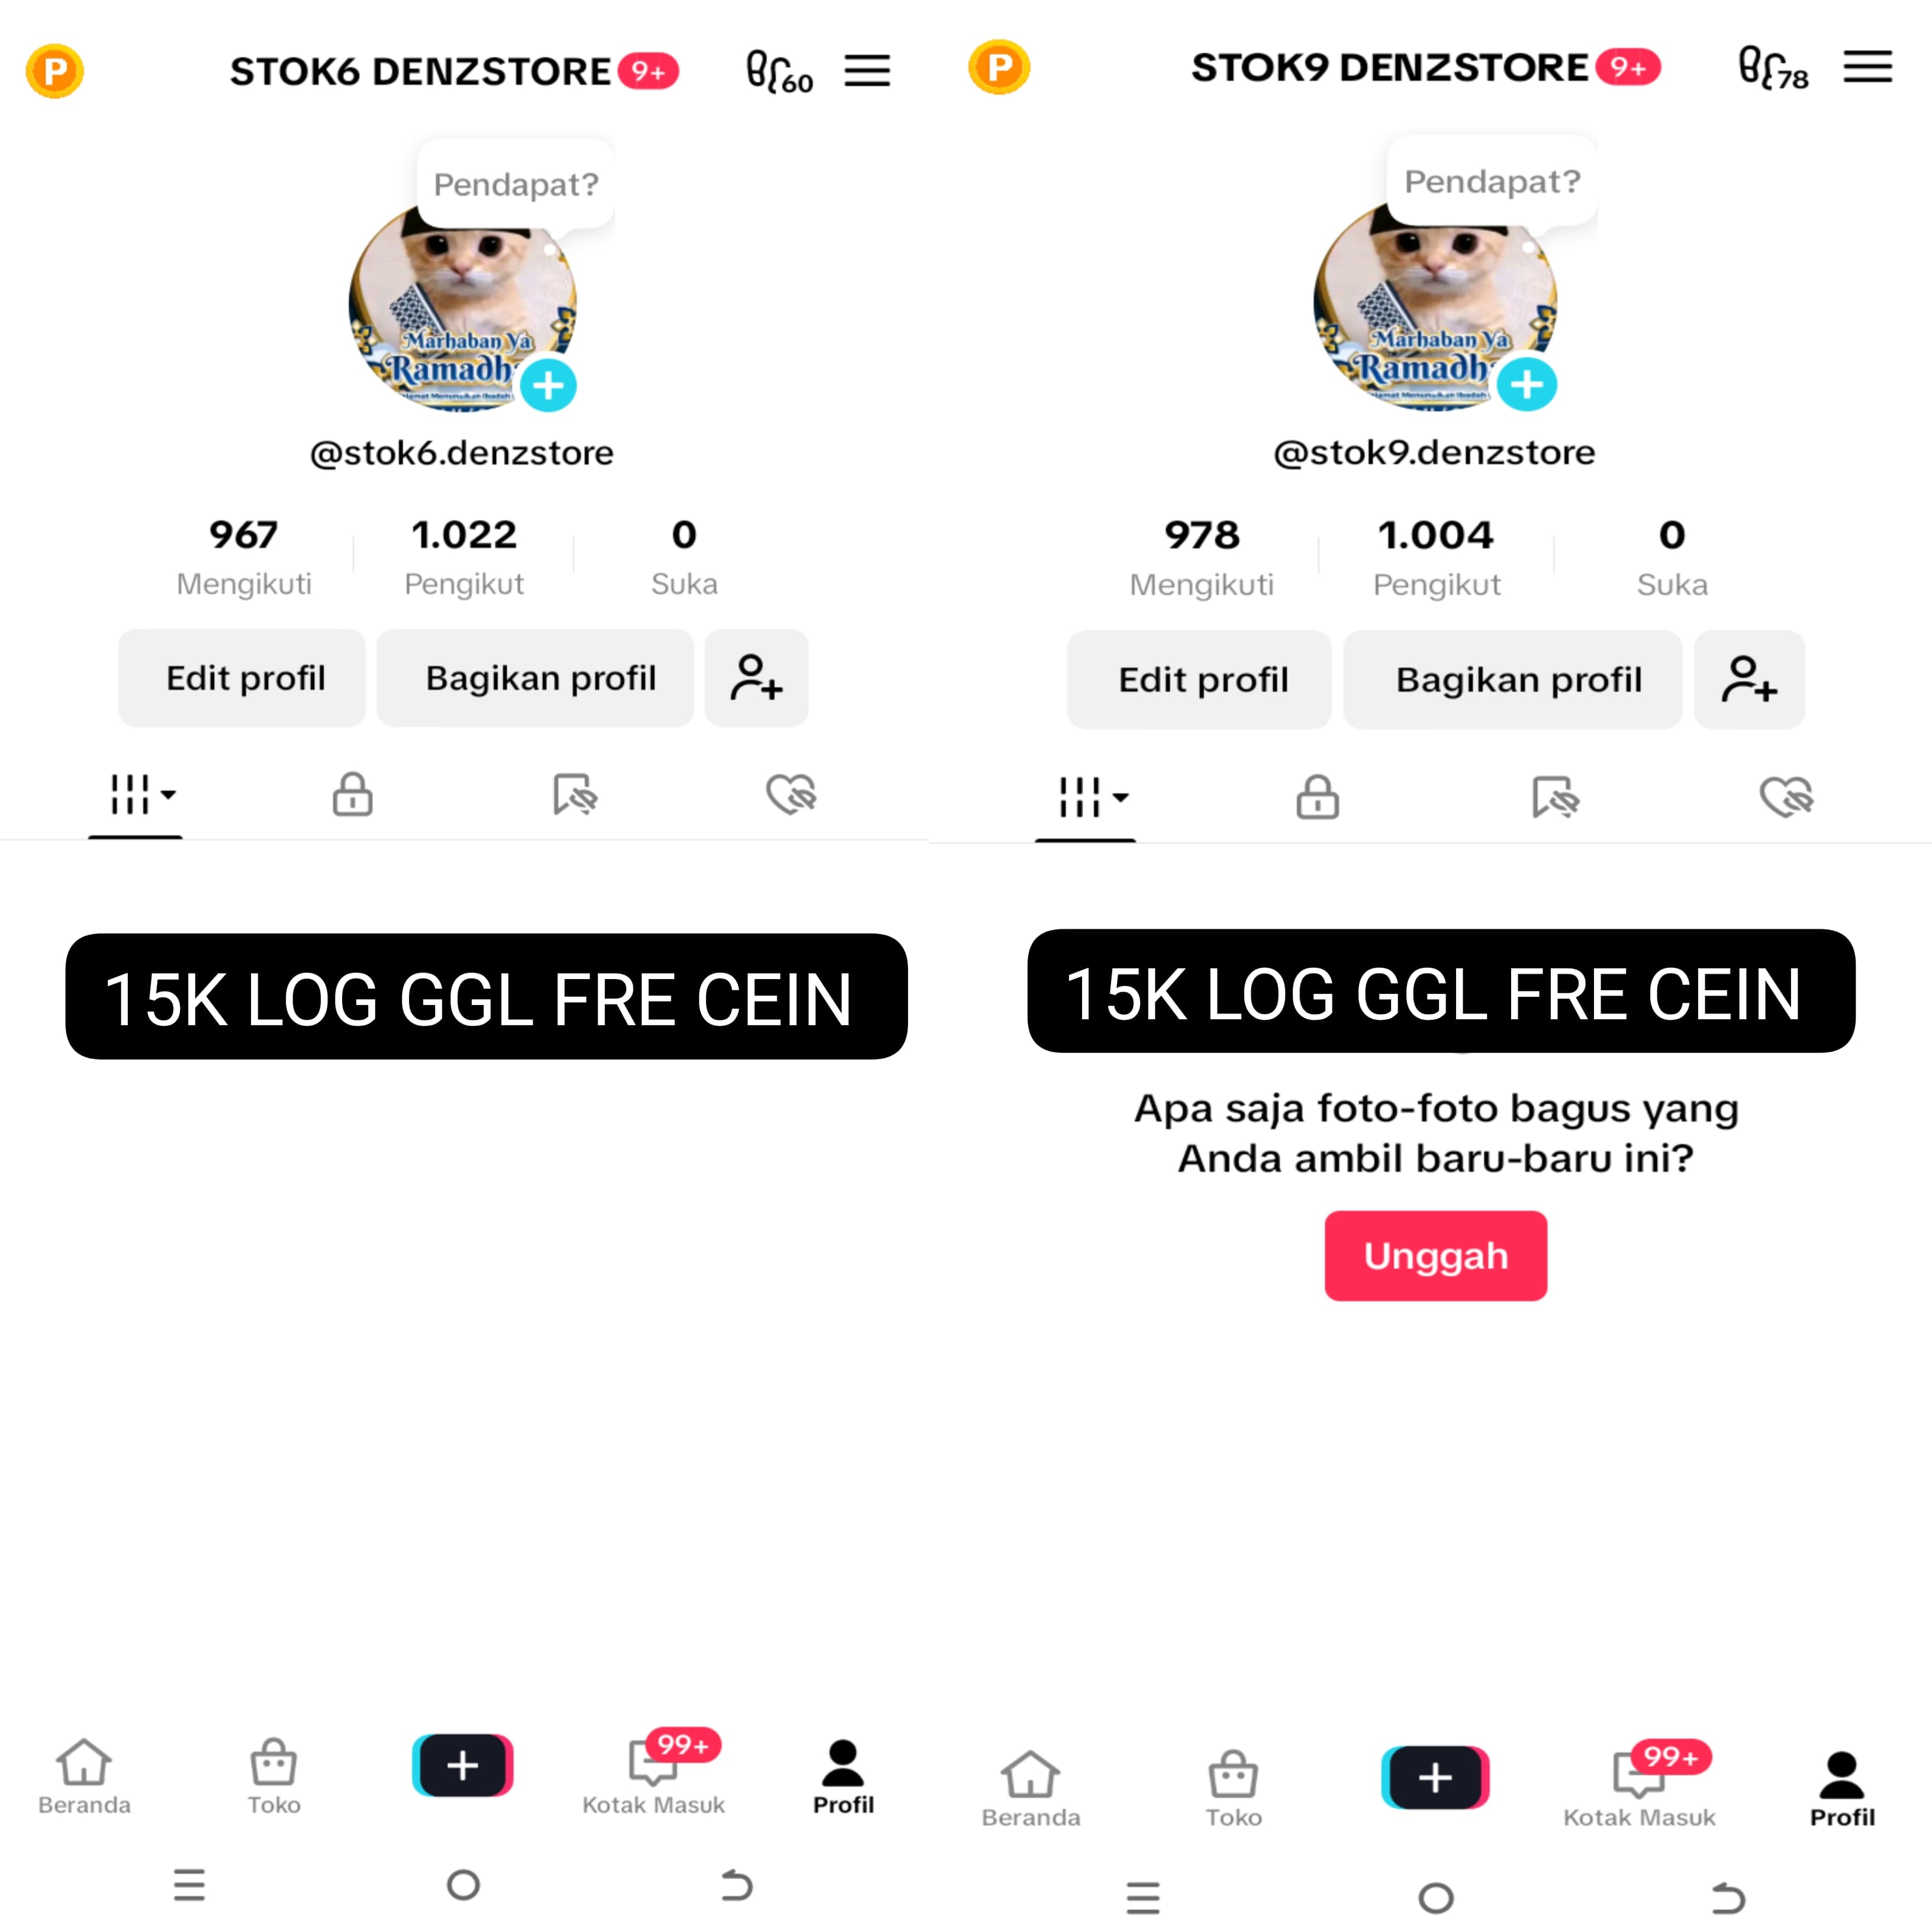 P
STOK6 DENZSTORE 9+
60
Pendapat?
Marhaban Ya
Ramadh
@stok6.denzstore
967 1.022 0
Mengikuti Pengikut Suka
Edit profil Bagikan profil
15K LOG GGL FRE CEIN
99+
Beranda Toko Kotak Masuk Profil
P
STOK9 DENZSTORE 9+
78
Pendapat?
Marhaban Ya
Ramadh
@stok9.denzstore
978 1.004 0
Mengikuti Pengikut Suka
Edit profil Bagikan profil
15K LOG GGL FRE CEIN
Apa saja foto-foto bagus yang
Anda ambil baru-baru ini?
Unggah
99+
Beranda Toko Kotak Masuk Profil